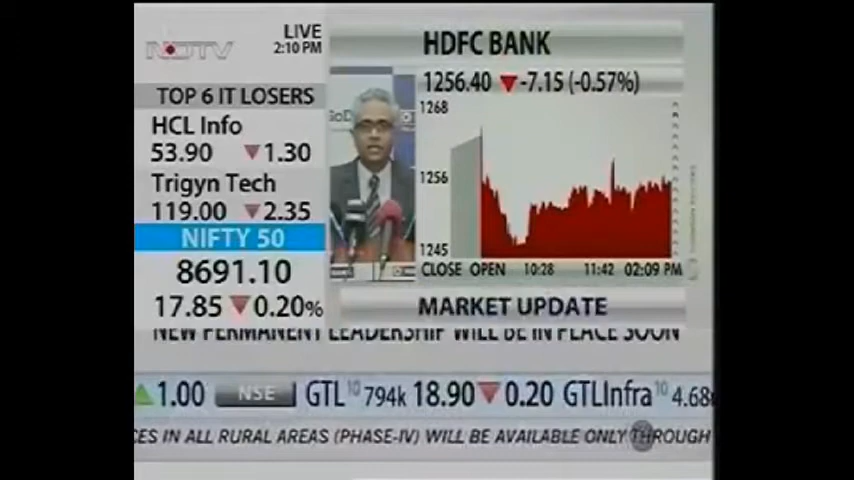 NDTV
LIVE
2:10 PM
TOP 6 IT LOSERS
HCL Info
53.90 ▼1.30
Trigyn Tech
119.00 ▼2.35
NIFTY 50
8691.10
17.85 ▼0.20%
HDFC BANK
1256.40 ▼-7.15 (-0.57%)
1268
1256
1245
CLOSE OPEN 10:28 11:42 02:09 PM
MARKET UPDATE
NEW PERMANENT LEADERSHIP WILL BE IN PLACE SOON
▲1.00 NSE GTL 10 794k 18.90▼0.20 GTLInfra 10 4.68
CES IN ALL RURAL AREAS (PHASE-IV) WILL BE AVAILABLE ONLY THROUGH